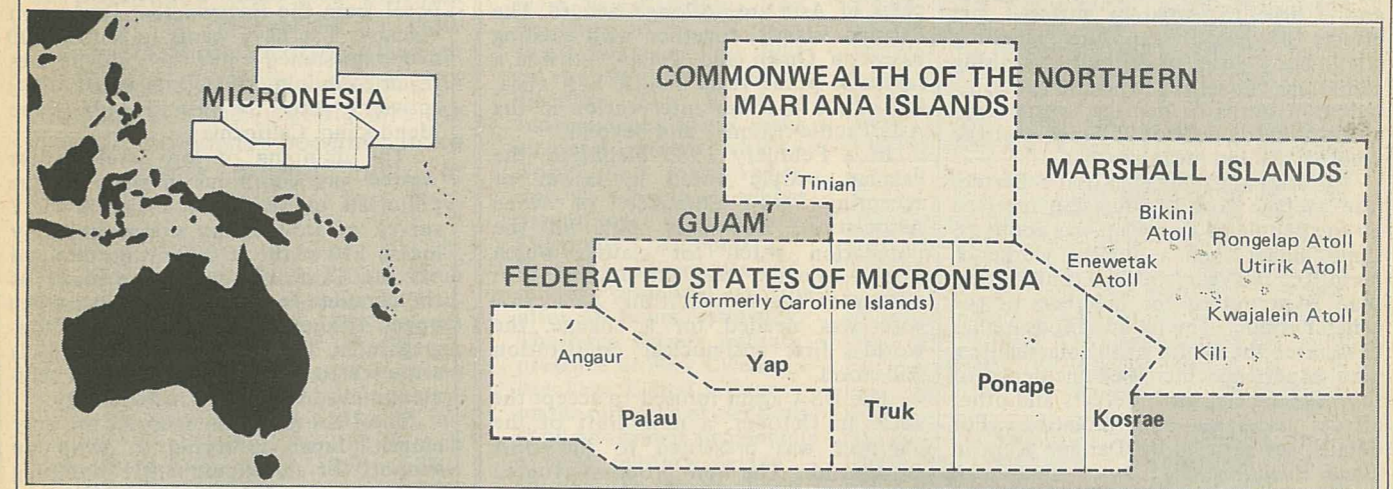 MICRONESIA
COMMONWEALTH OF THE NORTHERN
MARIANA ISLANDS
Tinian
GUAM
MARSHALL ISLANDS
Bikini
Atoll
Rongelap Atoll
Enewetak
Atoll
Utirik Atoll
Kwajalein Atoll
Kili
FEDERATED STATES OF MICRONESIA
(formerly Caroline Islands)
Angaur
Yap
Palau
Truk
Ponape
Kosrae